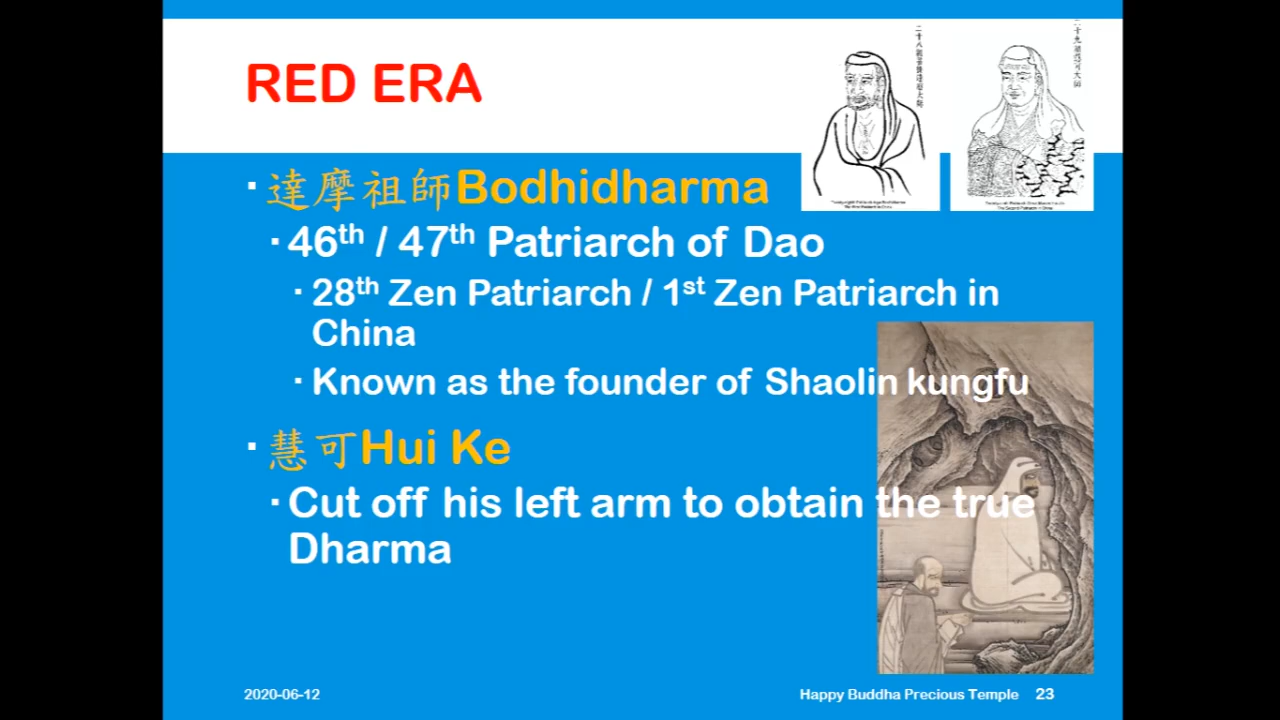 RED ERA
達摩祖師Bodhidharma
46th / 47th Patriarch of Dao
28th Zen Patriarch / 1st Zen Patriarch in
China
Known as the founder of Shaolin kungfu
慧可Hui Ke
Cut off his left arm to obtain the true
Dharma
2020-06-12
Happy Buddha Precious Temple 23